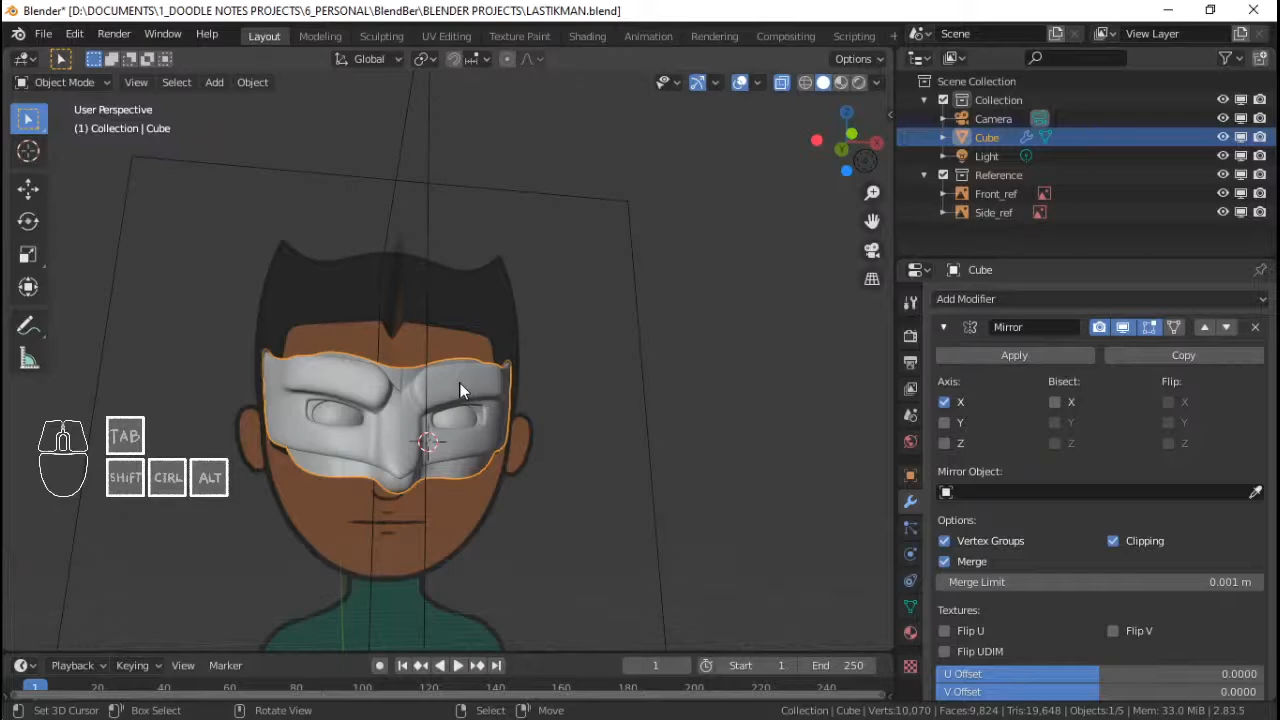 Blender* [D:\DOCUMENTS\1_DOODLE NOTES PROJECTS\6_PERSONAL\BlendBer\BLENDER PROJECTS\LASTIKMAN.blend]
File Edit Render Window Help Layout Modeling Sculpting UV Editing Texture Paint Shading Animation Rendering Compositing Scripting + Scene View Layer
Global Options
Object Mode View Select Add Object
User Perspective
(1) Collection | Cube
Scene Collection
Collection
Camera
Cube
Light
Reference
Front_ref
Side_ref
Cube
Add Modifier
Mirror
Apply Copy
Axis: Bisect: Flip:
X X X
Y Y Y
Z Z Z
Mirror Object:
Options:
Vertex Groups Clipping
Merge
Merge Limit 0.001 m
Textures:
Flip U Flip V
Flip UDIM
U Offset 0.0000
V Offset 0.0000
X Z Y
TAB
SHIFT CTRL ALT
Playback Keying View Marker 1 Start 1 End 250
1 20 40 60 80 100 120 140 160 180 200 220 240
Set 3D Cursor Box Select Rotate View Select Move Collection | Cube | Verts:10,070 | Faces:9,824 | Tris:19,648 | Objects:1/5 | Mem: 33.0 MiB | 2.83.5